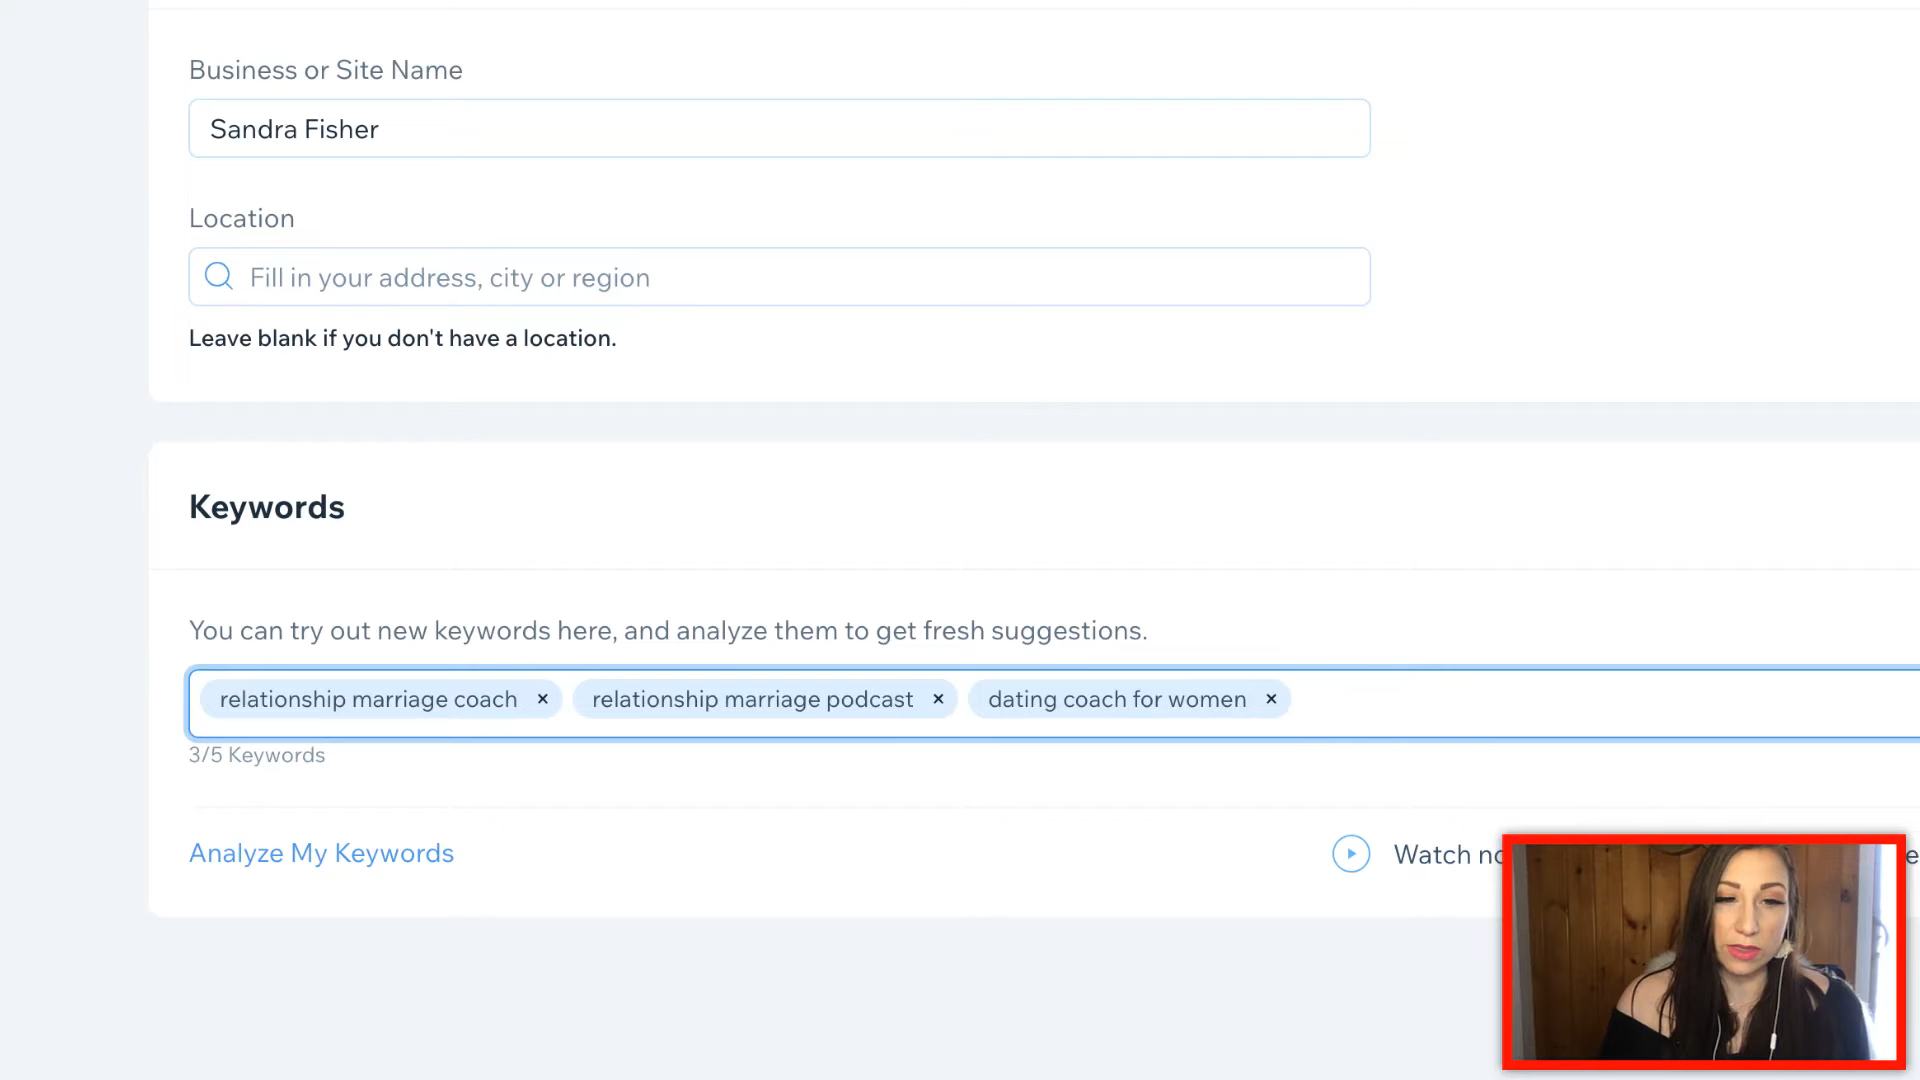 Business or Site Name
Sandra Fisher
Location
Fill in your address, city or region
Leave blank if you don't have a location.
Keywords
You can try out new keywords here, and analyze them to get fresh suggestions.
relationship marriage coach × relationship marriage podcast × dating coach for women ×
3/5 Keywords
Analyze My Keywords
Watch